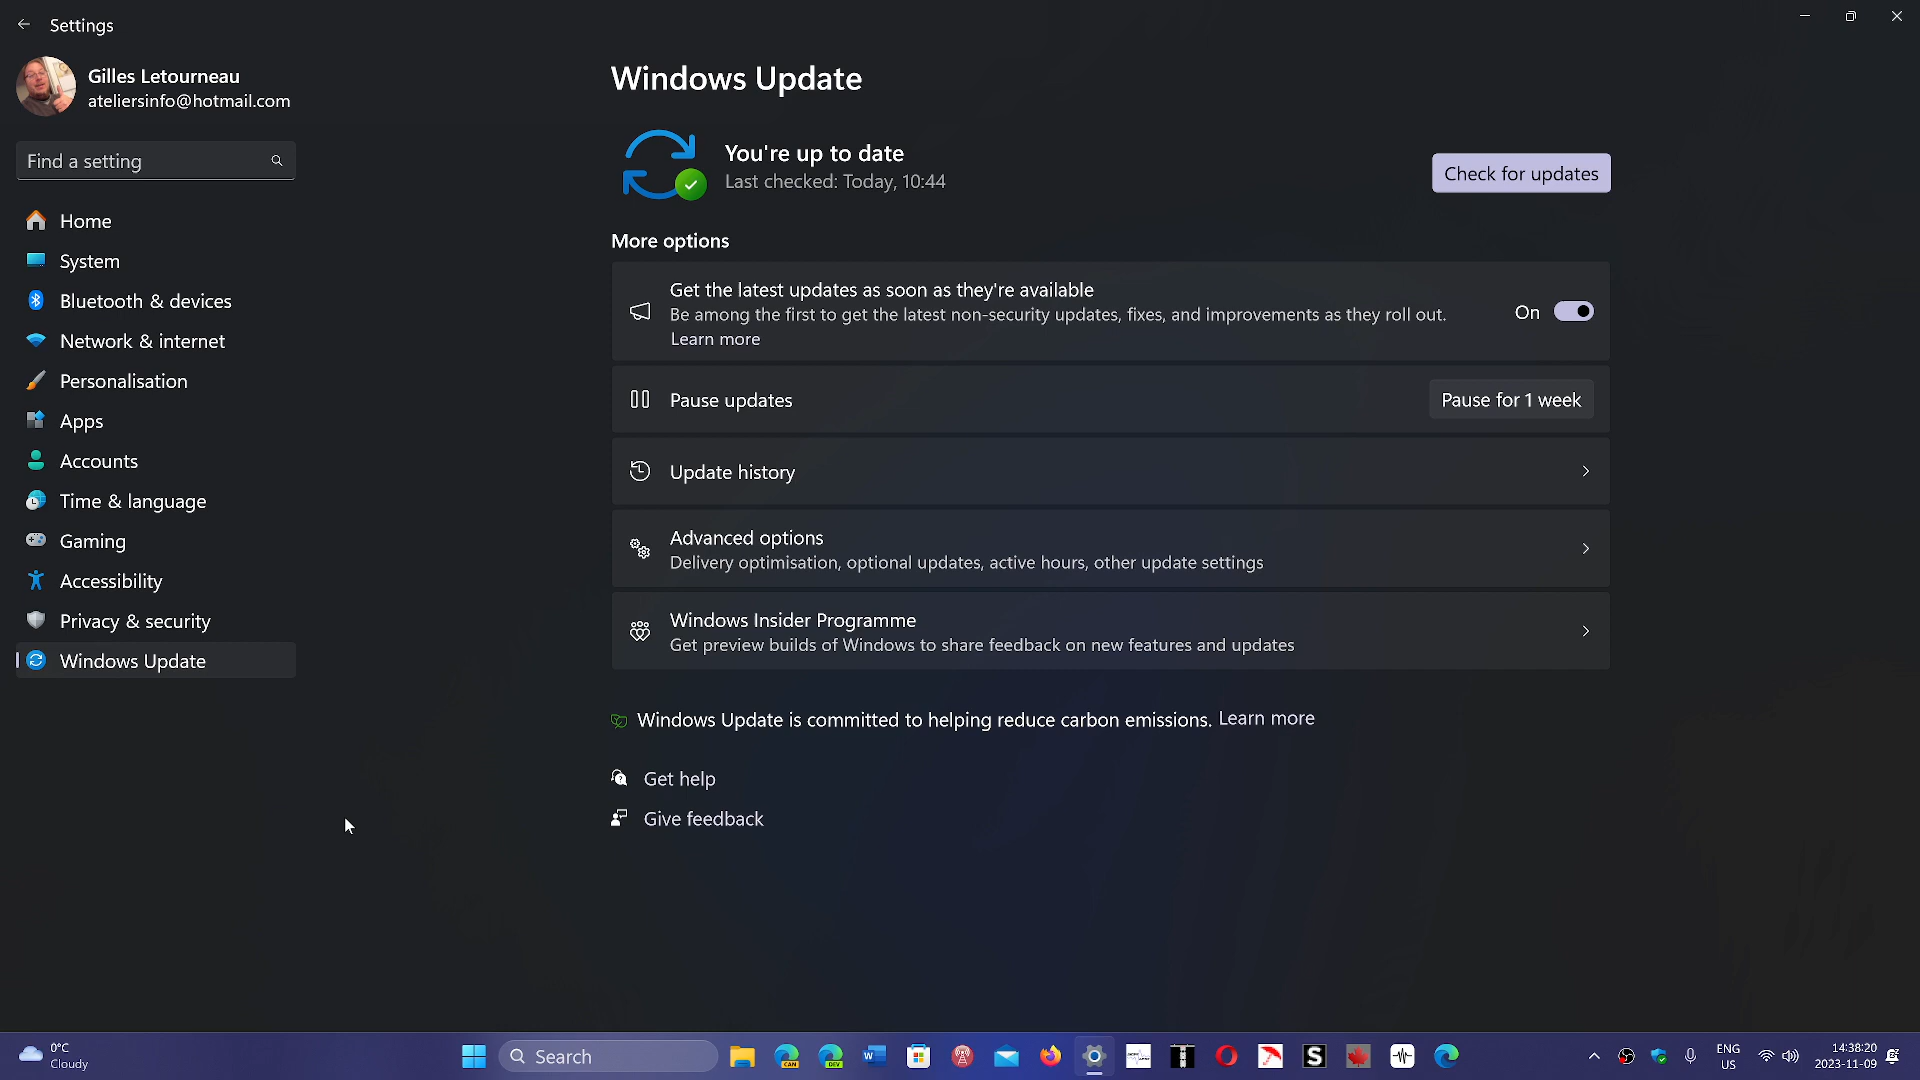 Settings
Gilles Letourneau
ateliersinfo@hotmail.com
Find a setting
Home
System
Bluetooth & devices
Network & internet
Personalisation
Apps
Accounts
Time & language
Gaming
Accessibility
Privacy & security
Windows Update
Windows Update
You're up to date
Last checked: Today, 10:44
Check for updates
More options
Get the latest updates as soon as they're available
Be among the first to get the latest non-security updates, fixes, and improvements as they roll out.
Learn more
On
Pause updates
Pause for 1 week
Update history
Advanced options
Delivery optimisation, optional updates, active hours, other update settings
Windows Insider Programme
Get preview builds of Windows to share feedback on new features and updates
Windows Update is committed to helping reduce carbon emissions. Learn more
Get help
Give feedback
0°C
Cloudy
Search
CAN
DEV
W
S
ENG
US
14:38:20
2023-11-09